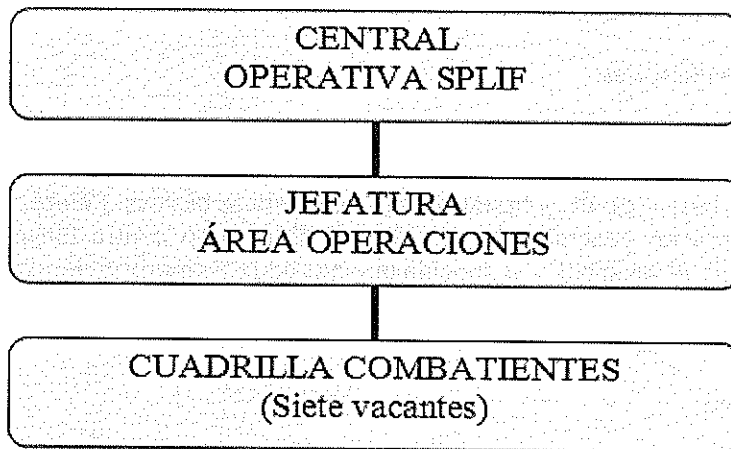 CENTRAL
OPERATIVA SPLIF
JEFATURA
ÁREA OPERACIONES
CUADRILLA COMBATIENTES
(Siete vacantes)